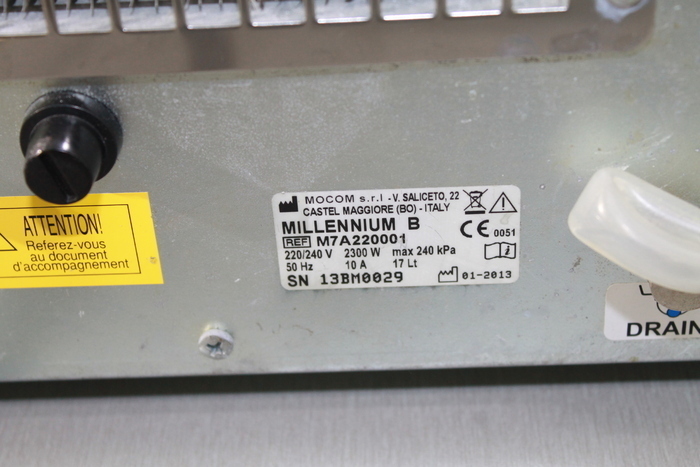 ATTENTION!
Referez-vous
au document
d'accompagnement
MOCOM s.r.l - V. SALICETO, 22
CASTEL MAGGIORE (BO) - ITALY
MILLENNIUM B
REF M7A220001
CE 0051
220/240 V 2300 W max 240 kPa
50 Hz 10 A 17 Lt
SN 13BM0029
01-2013
DRAIN